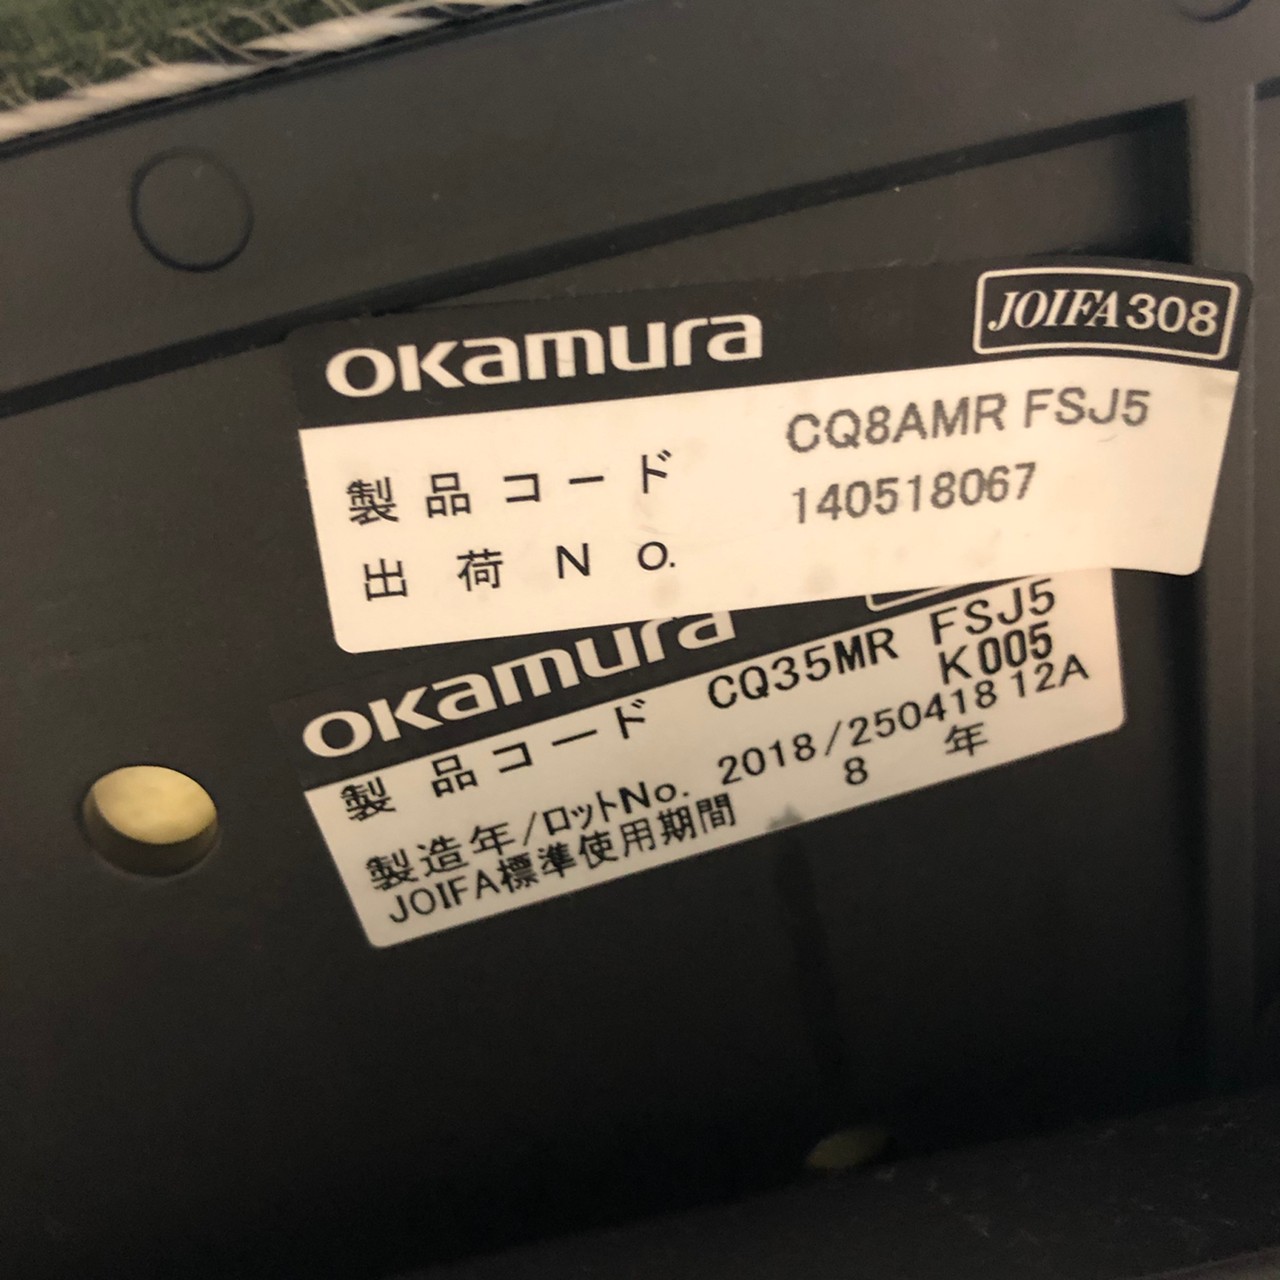 okamura JOIFA308
製品コード CQ8AMR FSJ5
出荷NO. 140518067
okamura
製品コード CQ35MR FSJ5
K005
製造年/ロットNo. 2018/250418 12A
JOIFA標準使用期間 8 年